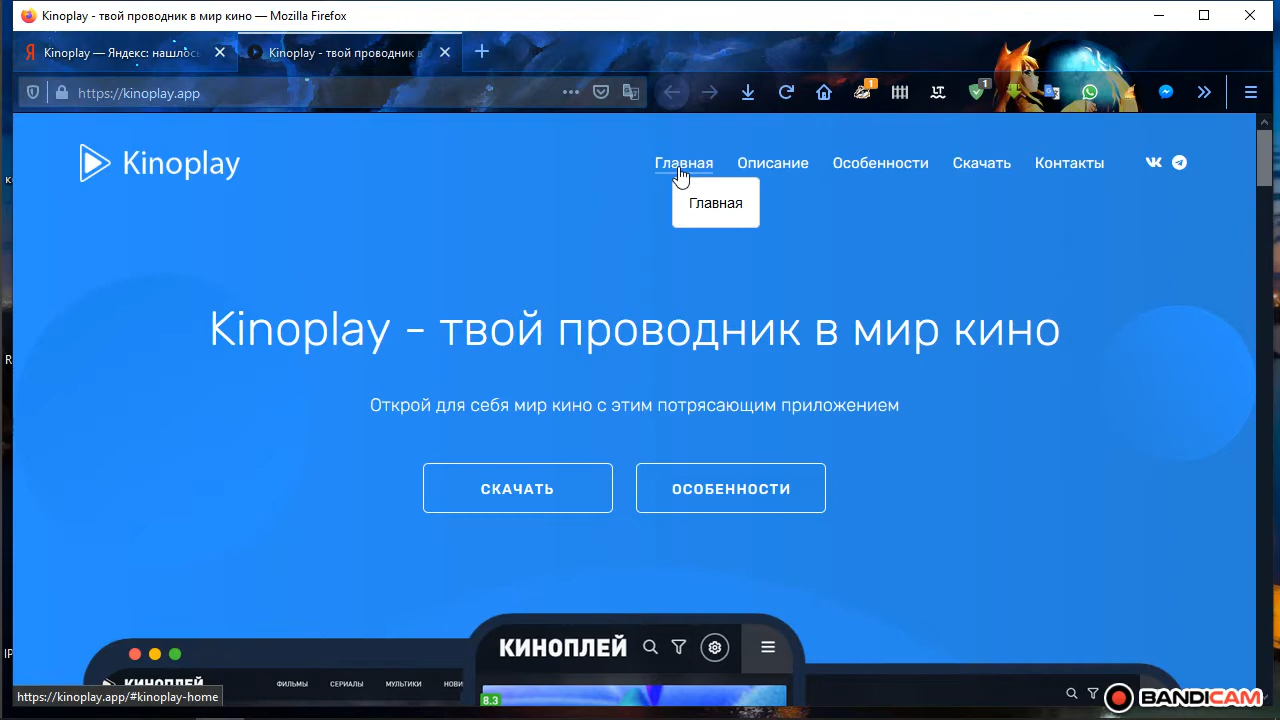 Kinoplay - твой проводник в мир кино — Mozilla Firefox
Kinoplay — Яндекс: нашлось
Kinoplay - твой проводник в
https://kinoplay.app
1
1
Kinoplay
Главная
Описание
Особенности
Скачать
Контакты
Главная
Kinoplay - твой проводник в мир кино
Открой для себя мир кино с этим потрясающим приложением
СКАЧАТЬ
ОСОБЕННОСТИ
КИНОПЛЕЙ
КИНОПЛЕЙ
ФИЛЬМЫ
СЕРИАЛЫ
МУЛЬТИКИ
8.3
https://kinoplay.app/#kinoplay-home
BANDICAM